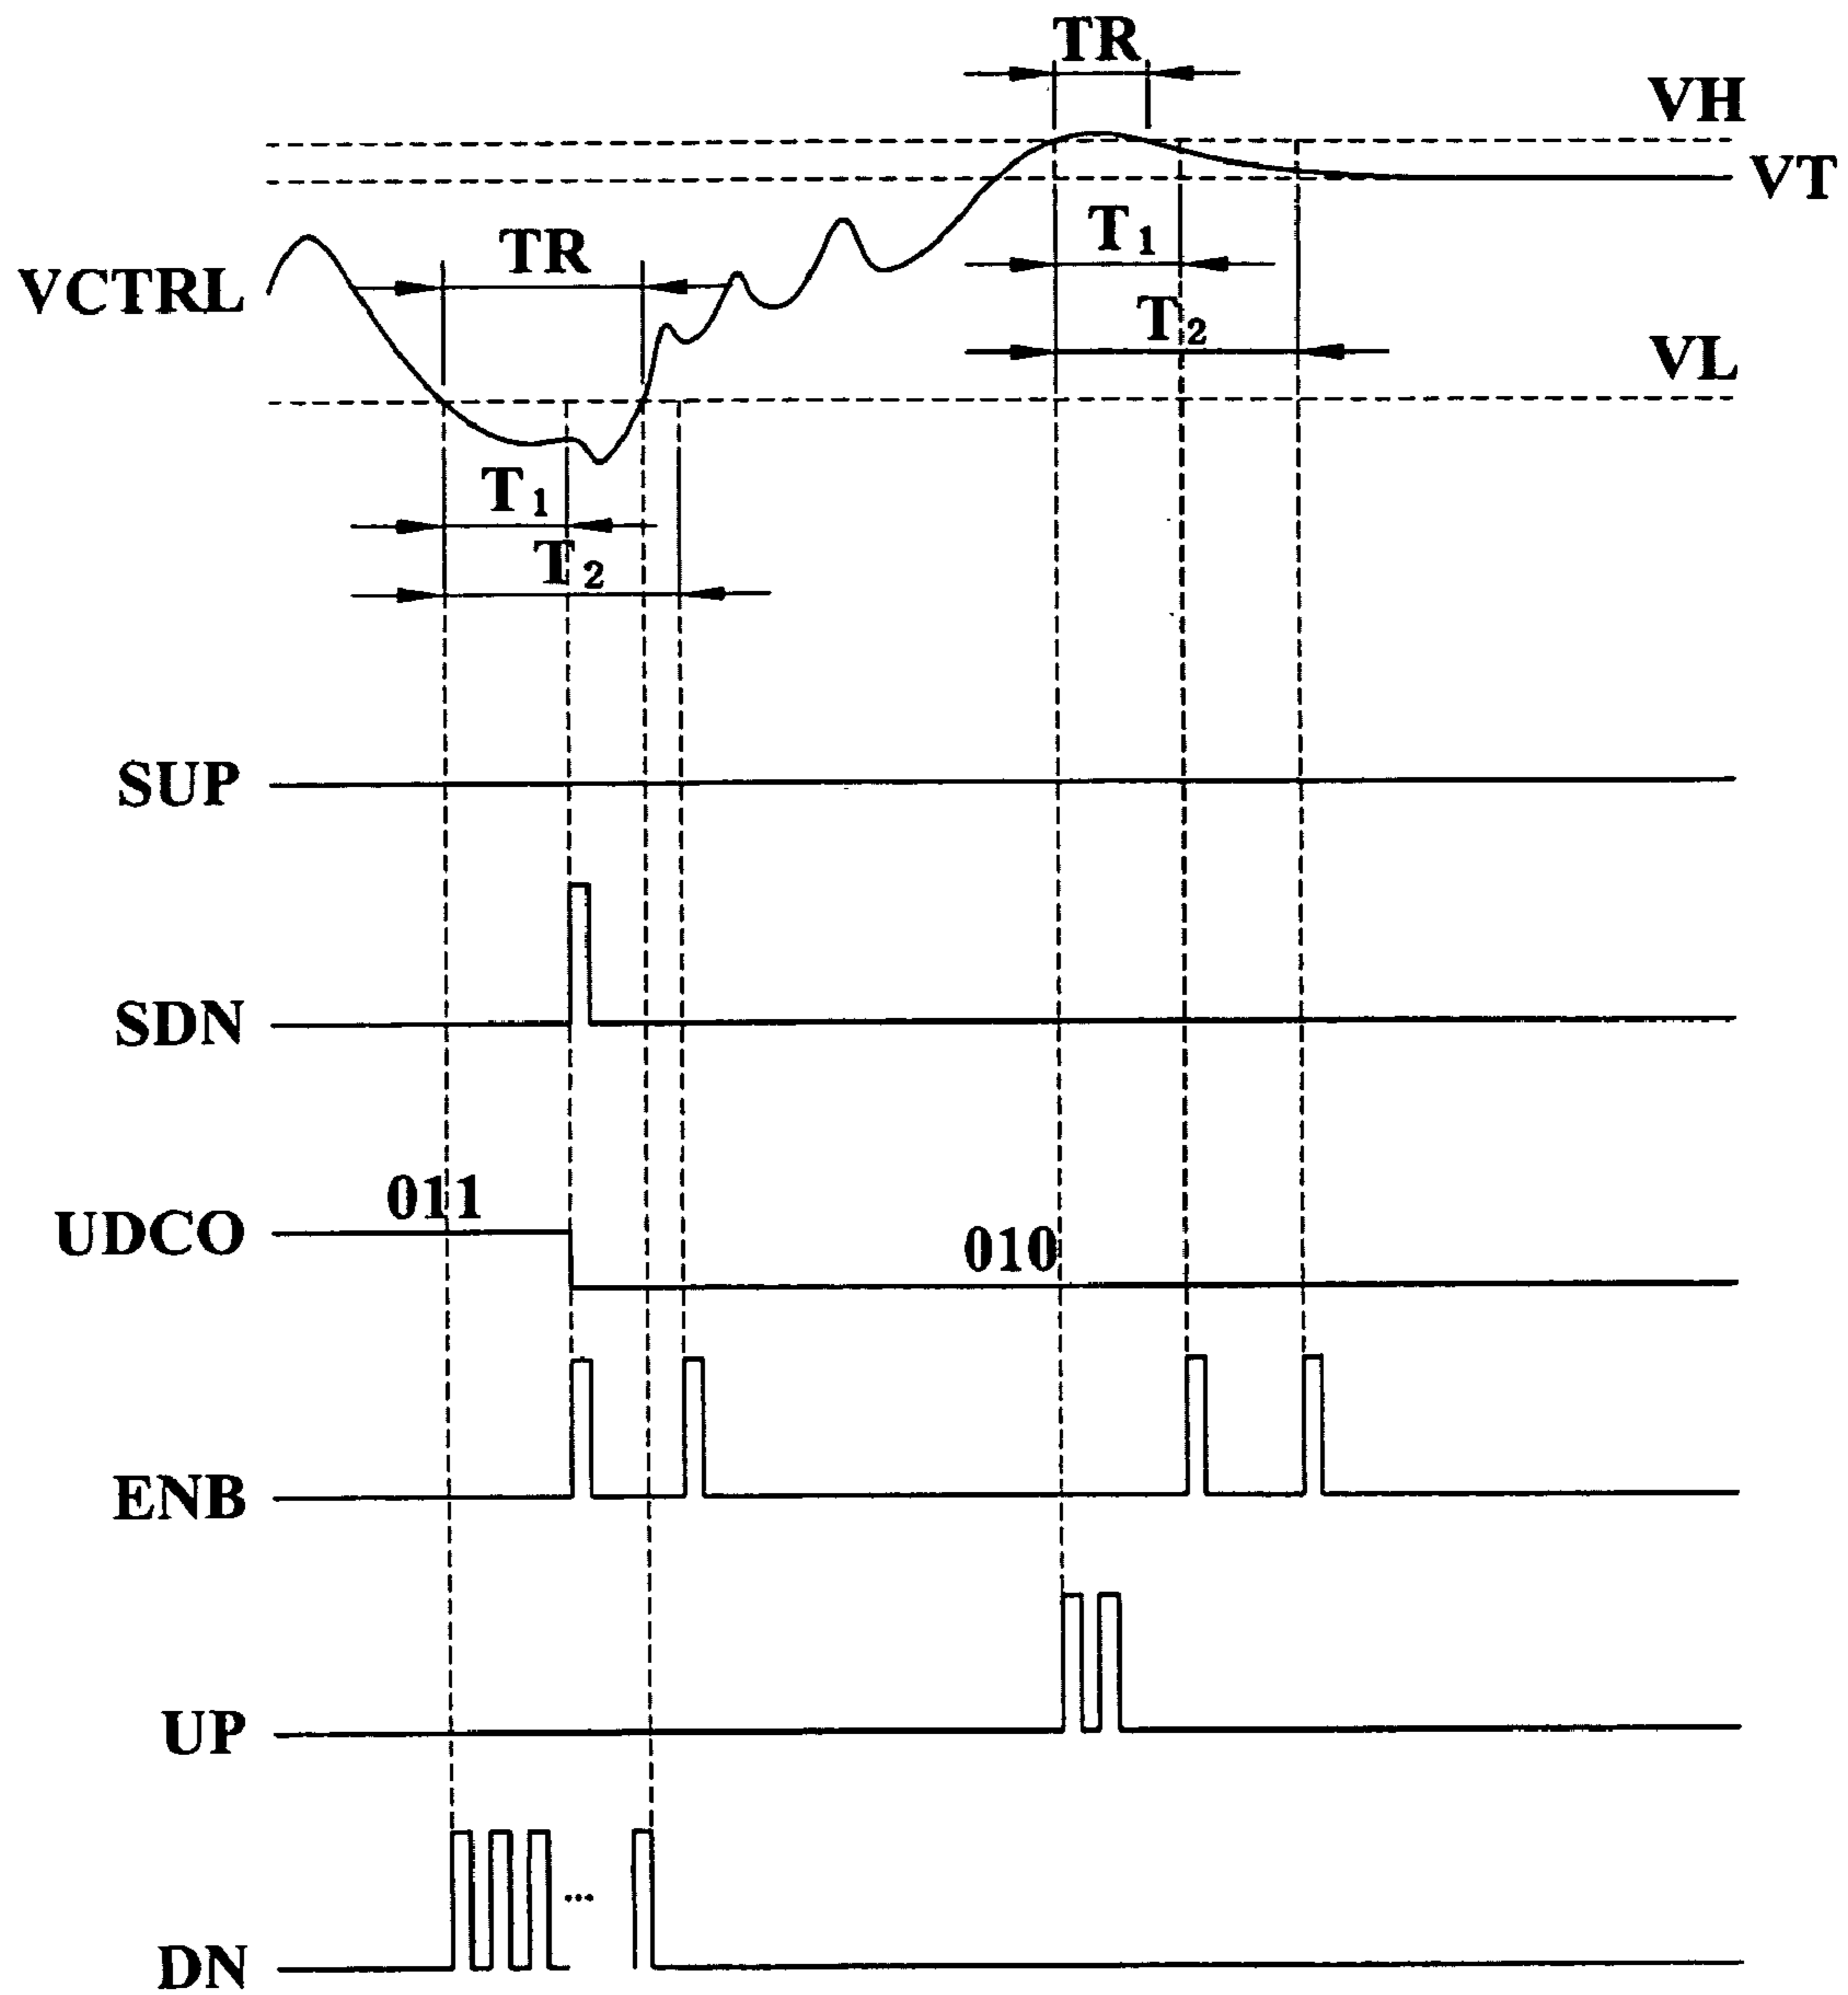 TR
VH
VT
T1
TR
VCTRL
T2
VL
T1
T2
SUP
SDN
011
UDCO
010
ENB
UP
...
DN